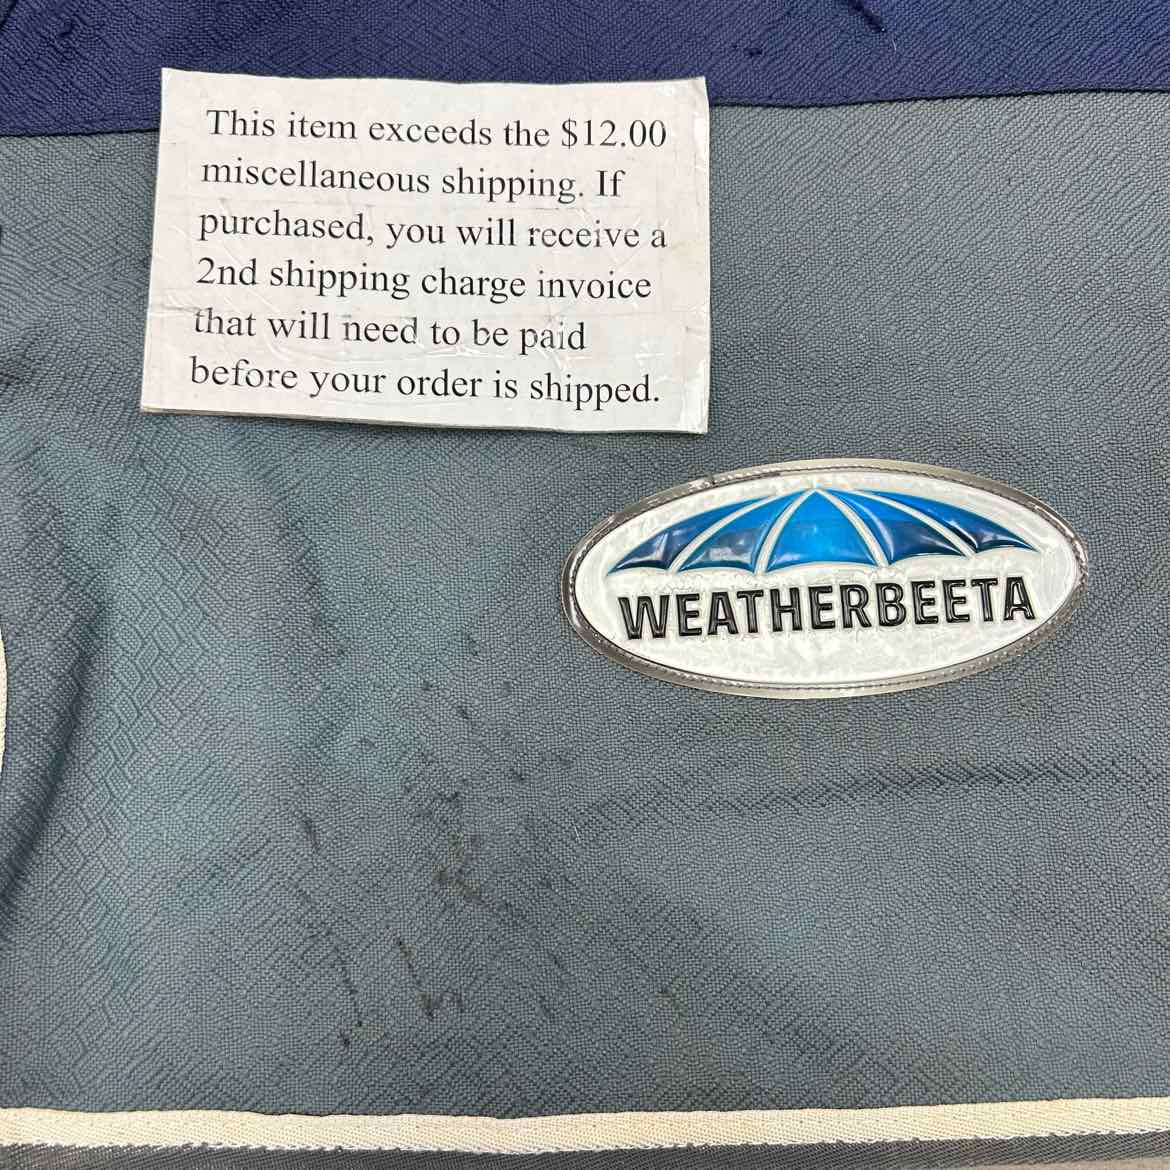 This item exceeds the $12.00
miscellaneous shipping. If
purchased, you will receive a
2nd shipping charge invoice
that will need to be paid
before your order is shipped.
WEATHERBEETA